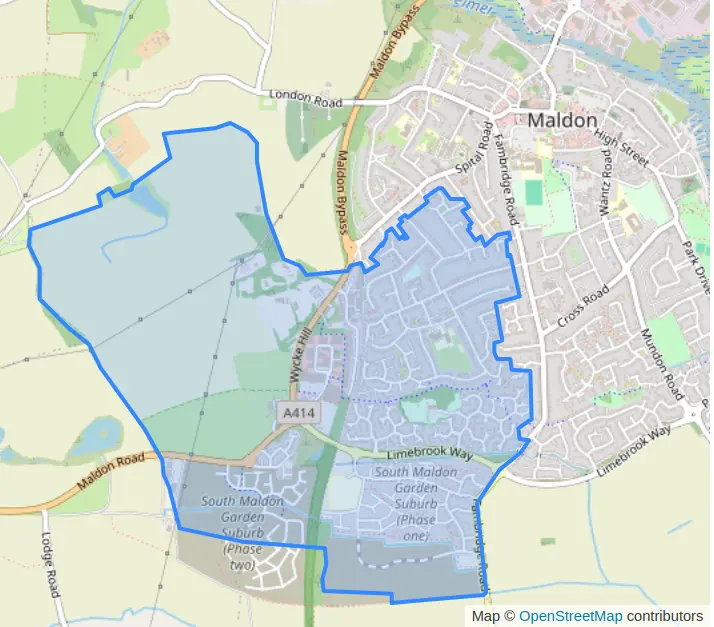 Elmer
Maldon Bypass
London Road
Maldon
High Street
Spital Road
Fambridge Road
Wantz Road
Maldon Bypass
Park Drive
Cross Road
Wycke Hill
Mundon Road
A414
Limebrook Way
Limebrook Way
Maldon Road
South Maldon
Garden
Suburb
(Phase
one)
South Maldon
Garden
Suburb
(Phase
two)
Fambridge Road
Lodge Road
Map © OpenStreetMap contributors